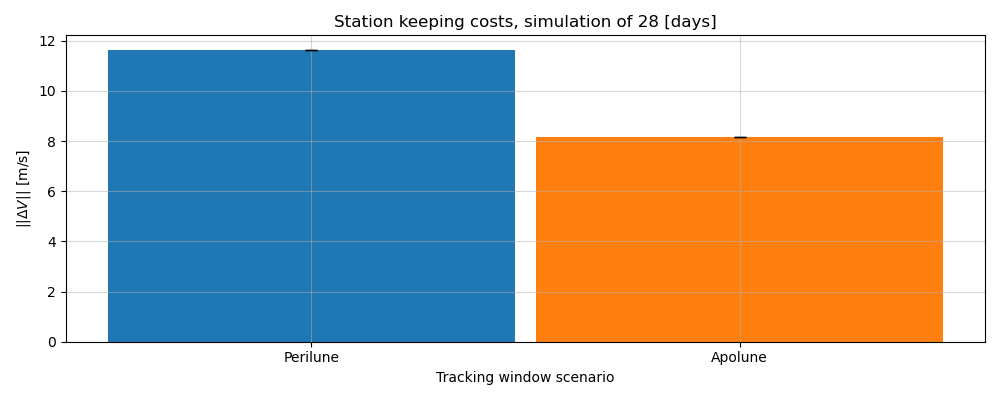 Station keeping costs, simulation of 28 [days]
12
10
8
6
4
2
0
||ΔV|| [m/s]
Perilune
Apolune
Tracking window scenario